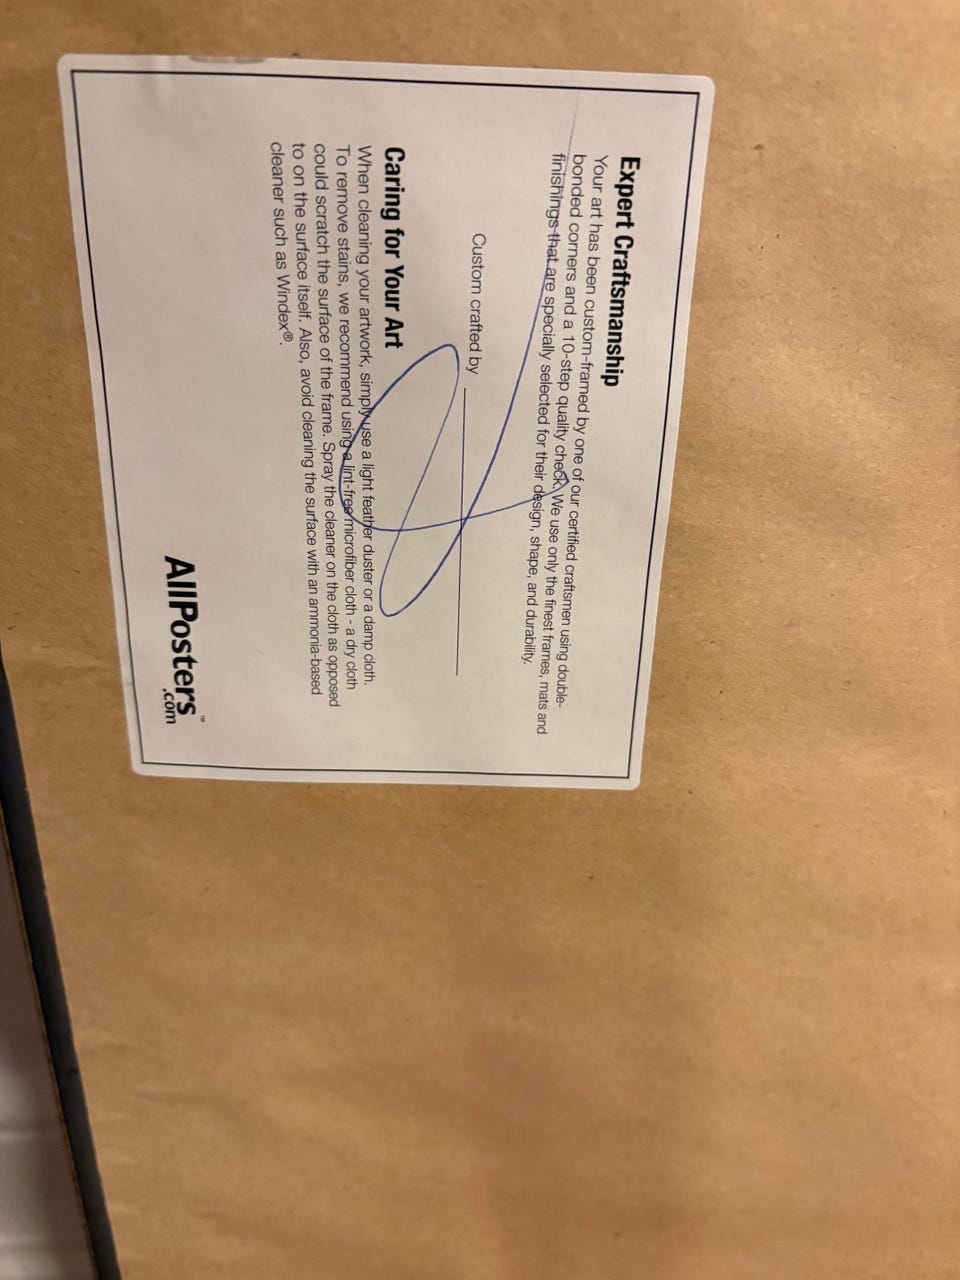 Expert Craftsmanship
Your art has been custom-framed by one of our certified craftsmen using double-
bonded corners and a 10-step quality check. We use only the finest frames, mats and
finishings that are specially selected for their design, shape, and durability.
Custom crafted by
Caring for Your Art
When cleaning your artwork, simply use a light feather duster or a damp cloth.
To remove stains, we recommend using a lint-free microfiber cloth - a dry cloth
could scratch the surface of the frame. Spray the cleaner on the cloth as opposed
to on the surface itself. Also, avoid cleaning the surface with an ammonia-based
cleaner such as Windex®.
AllPosters™
.com